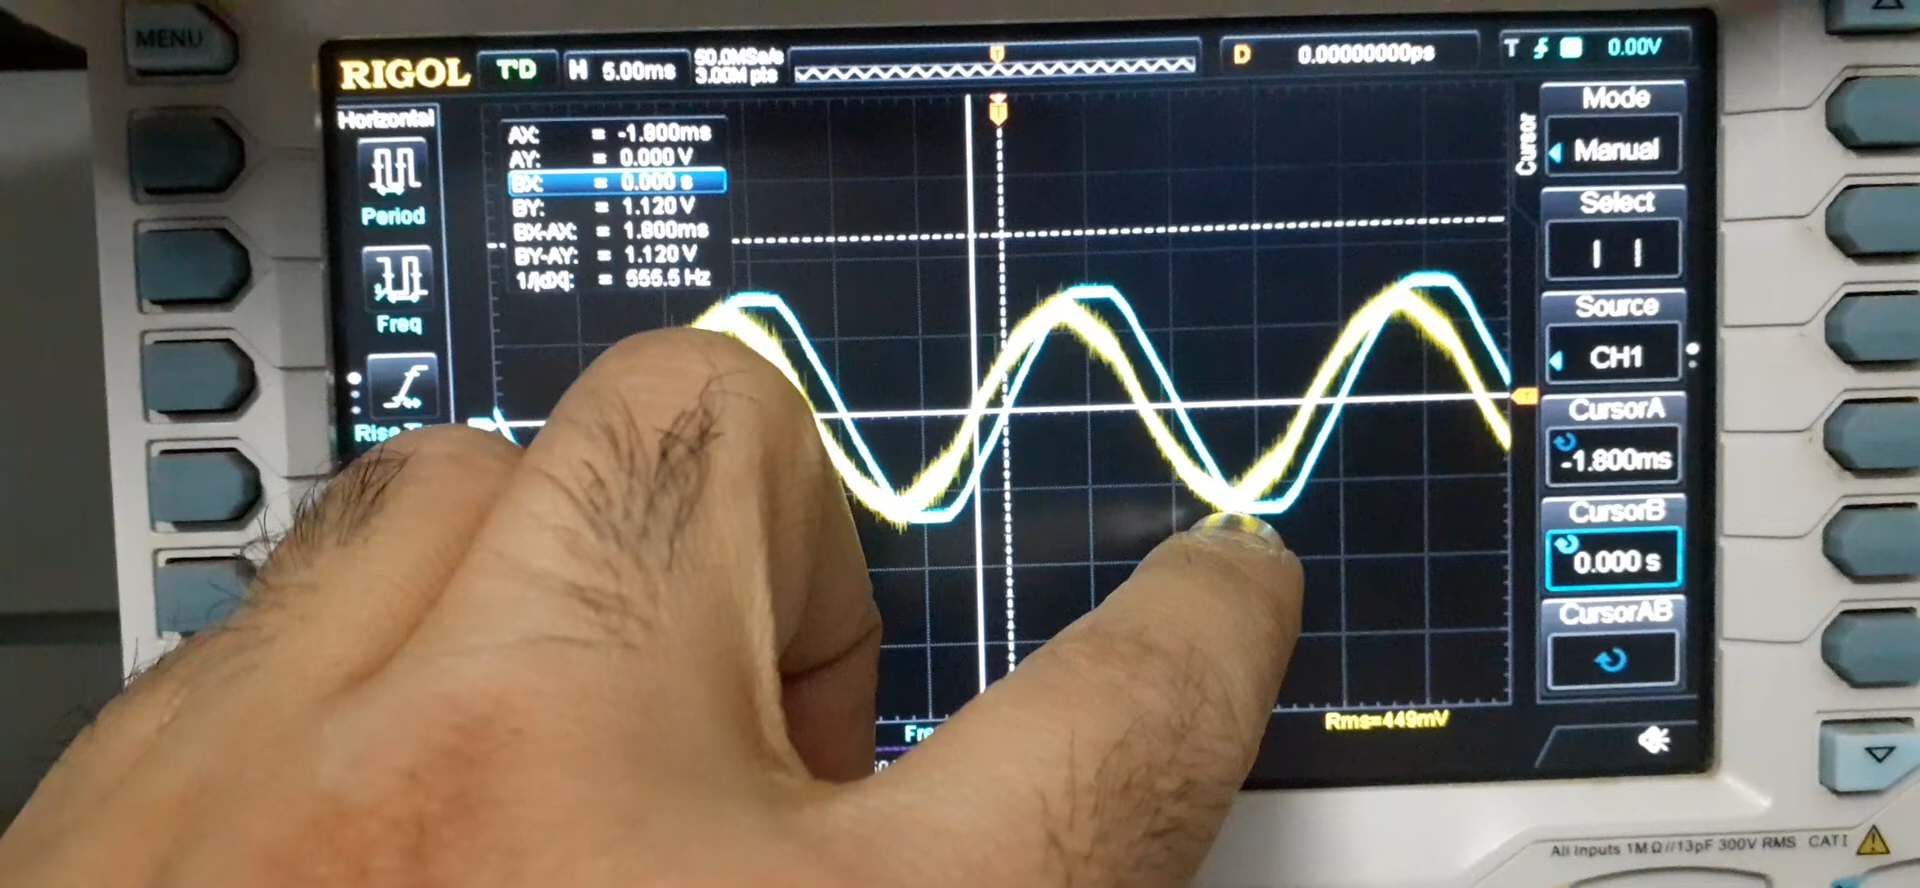 MENU
RIGOL T'D H 5.00ms 50.0MSa/s 3.00M pts D 0.00000000ps T 0.00V
Horizontal
Period
Freq
AX: = -1.800ms
AY: = 0.000 V
BX: = 0.000 s
BY: = 1.120 V
BX-AX: = 1.800ms
BY-AY: = 1.120 V
1/|dX|: = 555.5 Hz
Cursor
Mode
Manual
Select
Source
CH1
CursorA
-1.800ms
CursorB
0.000 s
CursorAB
Rms=449mV
All Inputs 1MΩ//13pF 300V RMS CAT I